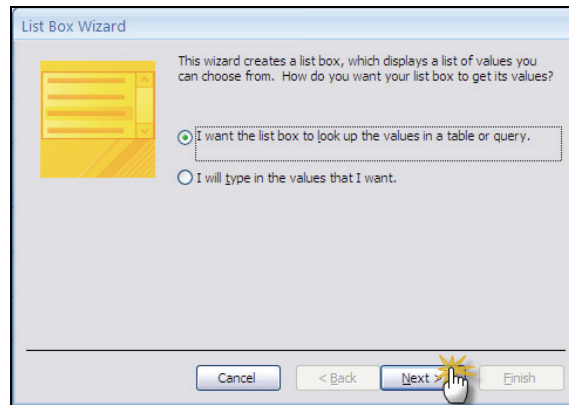 List Box Wizard
This wizard creates a list box, which displays a list of values you
can choose from. How do you want your list box to get its values?
I want the list box to look up the values in a table or query.
I will type in the values that I want.
Cancel
< Back
Next >
Finish